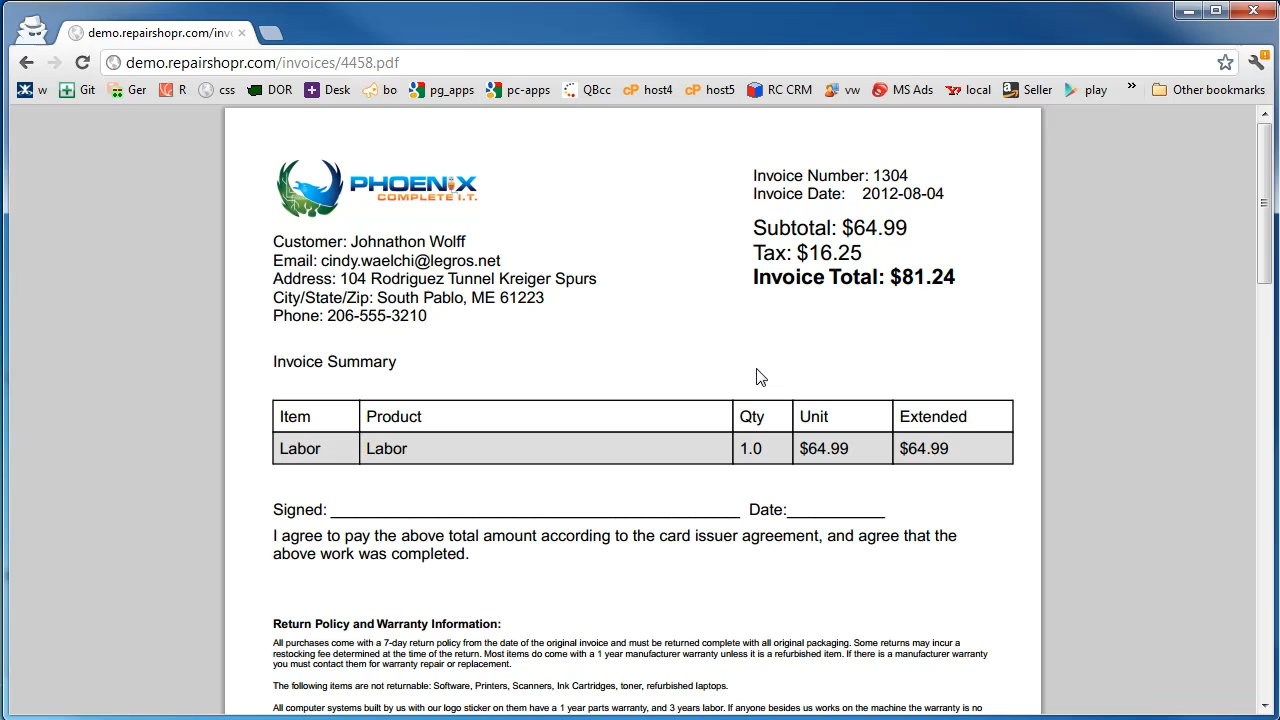 demo.repairshopr.com/inv
demo.repairshopr.com/invoices/4458.pdf
w Git Ger R css DOR Desk bo pg_apps pc-apps QBcc host4 host5 RC CRM vw MS Ads local Seller play » Other bookmarks
PHOENIX
COMPLETE I.T.
Invoice Number: 1304
Invoice Date: 2012-08-04
Subtotal: $64.99
Tax: $16.25
Invoice Total: $81.24
Customer: Johnathon Wolff
Email: cindy.waelchi@legros.net
Address: 104 Rodriguez Tunnel Kreiger Spurs
City/State/Zip: South Pablo, ME 61223
Phone: 206-555-3210
Invoice Summary
Item Product Qty Unit Extended
Labor Labor 1.0 $64.99 $64.99
Signed: Date:
I agree to pay the above total amount according to the card issuer agreement, and agree that the
above work was completed.
Return Policy and Warranty Information:
All purchases come with a 7-day return policy from the date of the original invoice and must be returned complete with all original packaging. Some returns may incur a
restocking fee determined at the time of the return. Most items do come with a 1 year manufacturer warranty unless it is a refurbished item. If there is a manufacturer warranty
you must contact them for warranty repair or replacement.
The following items are not returnable: Software, Printers, Scanners, Ink Cartridges, toner, refurbished laptops.
All computer systems built by us with our logo sticker on them have a 1 year parts warranty, and 3 years labor. If anyone besides us works on the machine the warranty is no